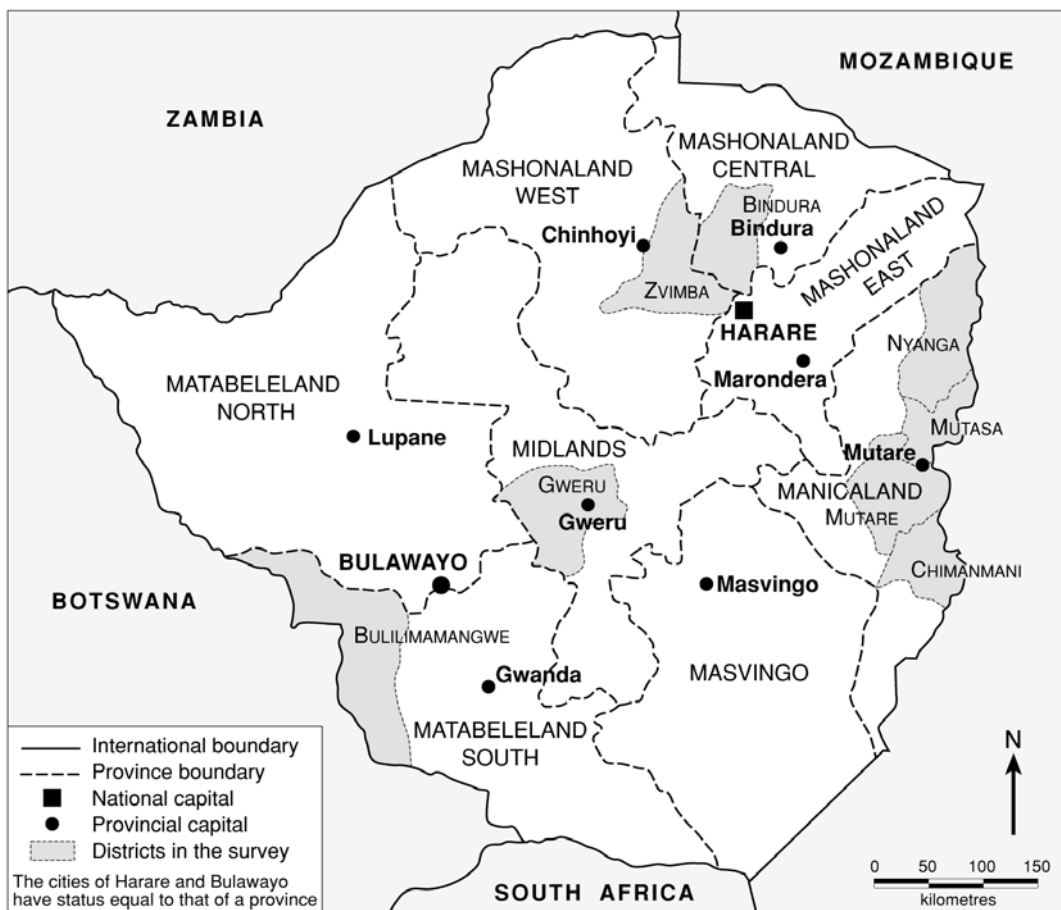 MOZAMBIQUE
ZAMBIA
MASHONALAND
CENTRAL
MASHONALAND
WEST
BINDURA
Bindura
Chinhoyi
MASHONALAND
EAST
ZVIMBA
HARARE
NYANGA
Marondera
MATABELELAND
NORTH
MUTASA
Lupane
MIDLANDS
Mutare
GWERU
Gweru
MANICALAND
MUTARE
BULAWAYO
CHIMANMANI
Masvingo
BOTSWANA
BULILIMAMANGWE
Gwanda
MASVINGO
MATABELELAND
SOUTH
International boundary
Province boundary
National capital
Provincial capital
Districts in the survey
The cities of Harare and Bulawayo
have status equal to that of a province
N
0 50 100 150
kilometres
SOUTH AFRICA